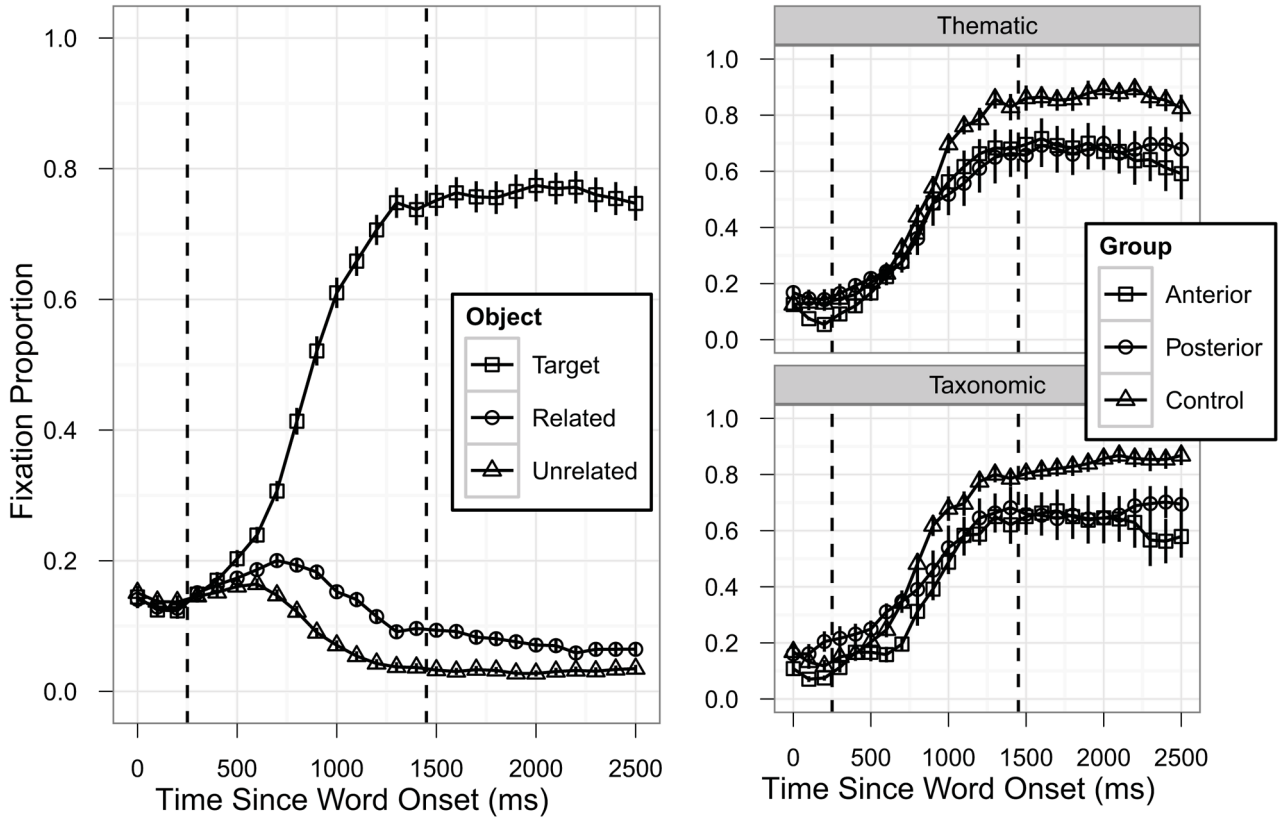 Fixation Proportion
1.0
0.8
0.6
0.4
0.2
0.0
0 500 1000 1500 2000 2500
Time Since Word Onset (ms)
Object
Target
Related
Unrelated
Thematic
1.0
0.8
0.6
0.4
0.2
0.0
Taxonomic
1.0
0.8
0.6
0.4
0.2
0.0
0 500 1000 1500 2000 2500
Time Since Word Onset (ms)
Group
Anterior
Posterior
Control